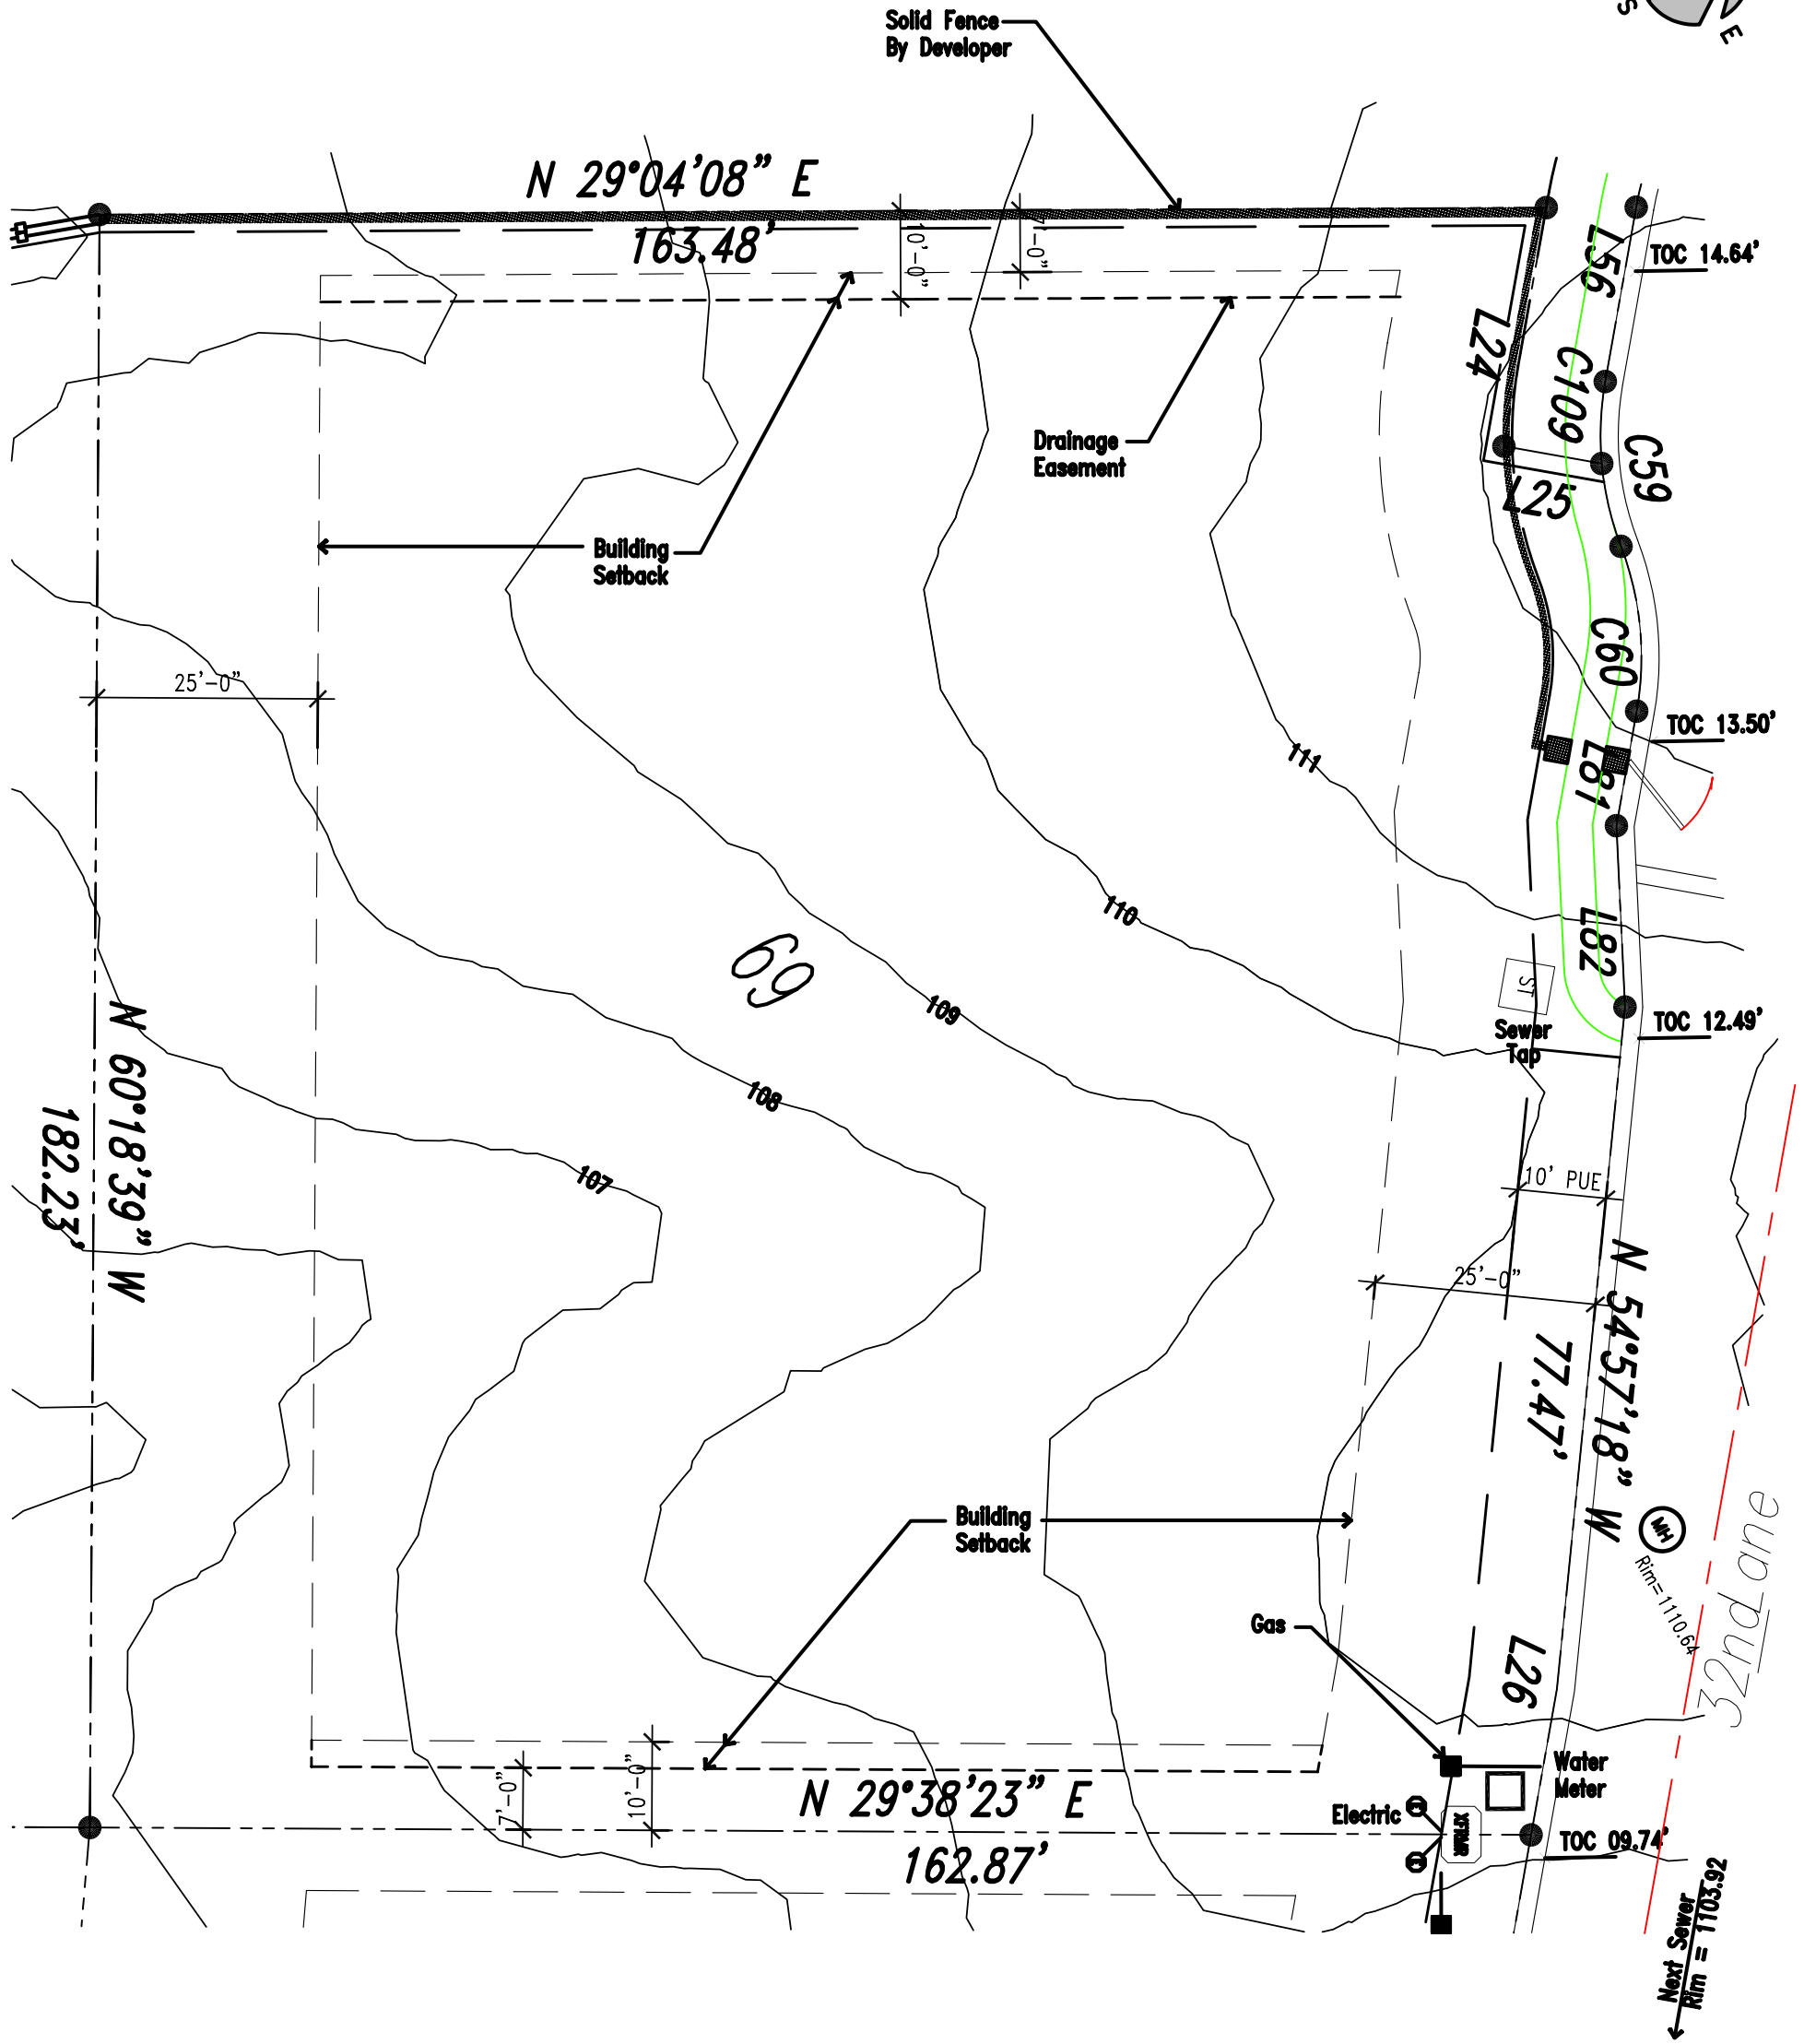 S
E
Solid Fence
By Developer
N 29°04'08" E
163.48'
10'-0"
7'-0"
L56
TOC 14.64'
L24
C109
C59
Drainage
Easement
L25
Building
Setback
C60
25'-0"
TOC 13.50'
L81
111
110
L82
69
109
ST
Sewer
Tap
TOC 12.49'
108
N 60°18'39" W
182.23'
107
10' PUE
25'-0"
N 54°57'18" W
77.47'
Building
Setback
MH
Rim=1110.64
32nd ane
Gas
L26
Water
Meter
7'-0"
10'-0"
N 29°38'23" E
162.87'
Electric
XFMR
TOC 09.74'
Next Sewer
Rim = 1103.92